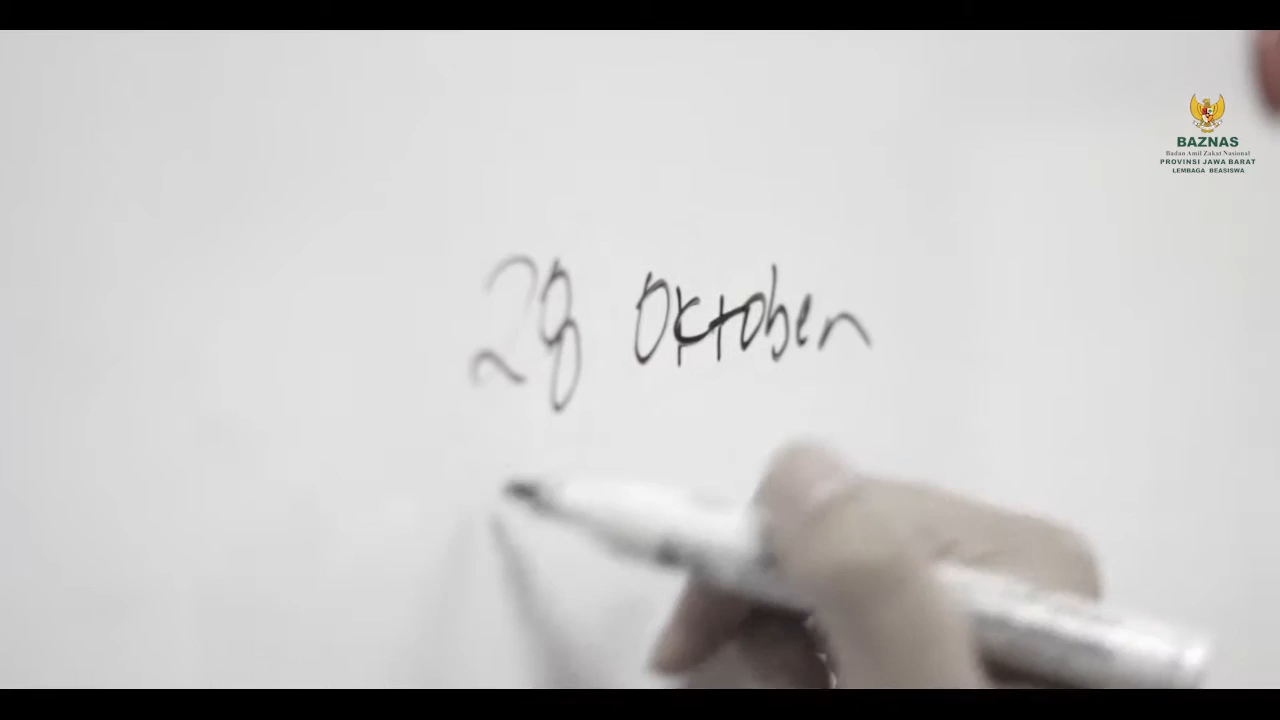 28 Oktober
BAZNAS
Badan Amil Zakat Nasional
PROVINSI JAWA BARAT
LEMBAGA BEASISWA